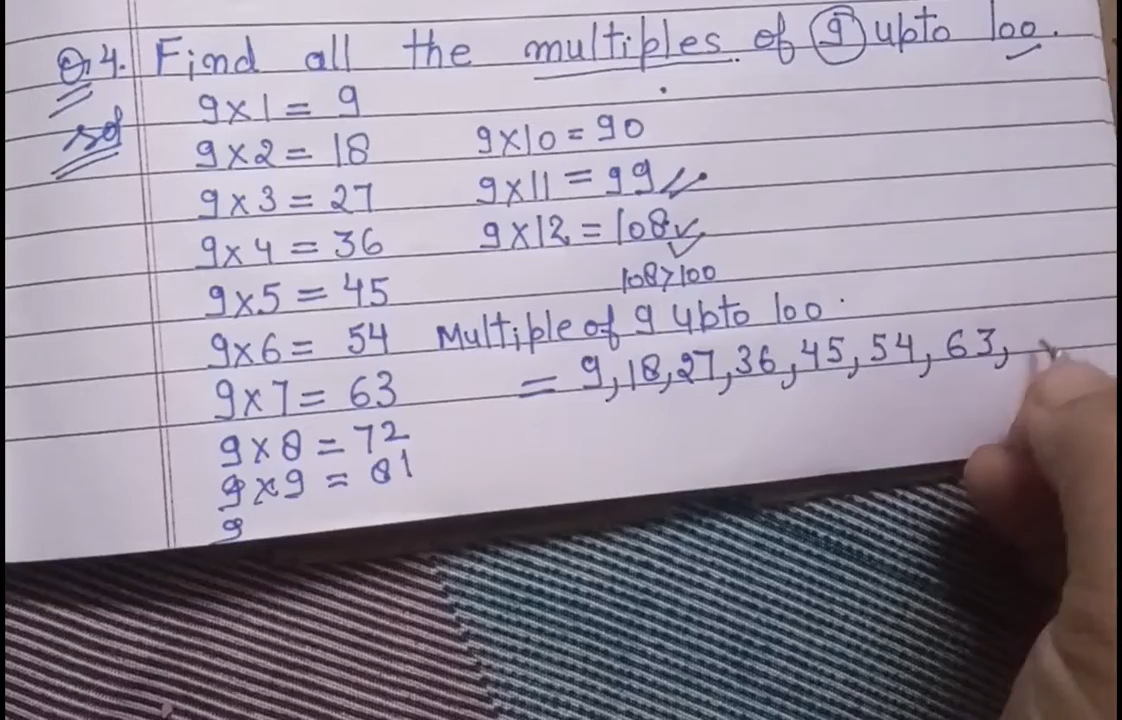 Q.4. Find all the multiples of 9 upto 100.
Sol
9×1 = 9
9×2 = 18
9×3 = 27
9×4 = 36
9×5 = 45
9×6 = 54
9×7 = 63
9×8 = 72
9×9 = 81
9
9×10 = 90
9×11 = 99
9×12 = 108
108>100
Multiple of 9 upto 100.
= 9, 18, 27, 36, 45, 54, 63,